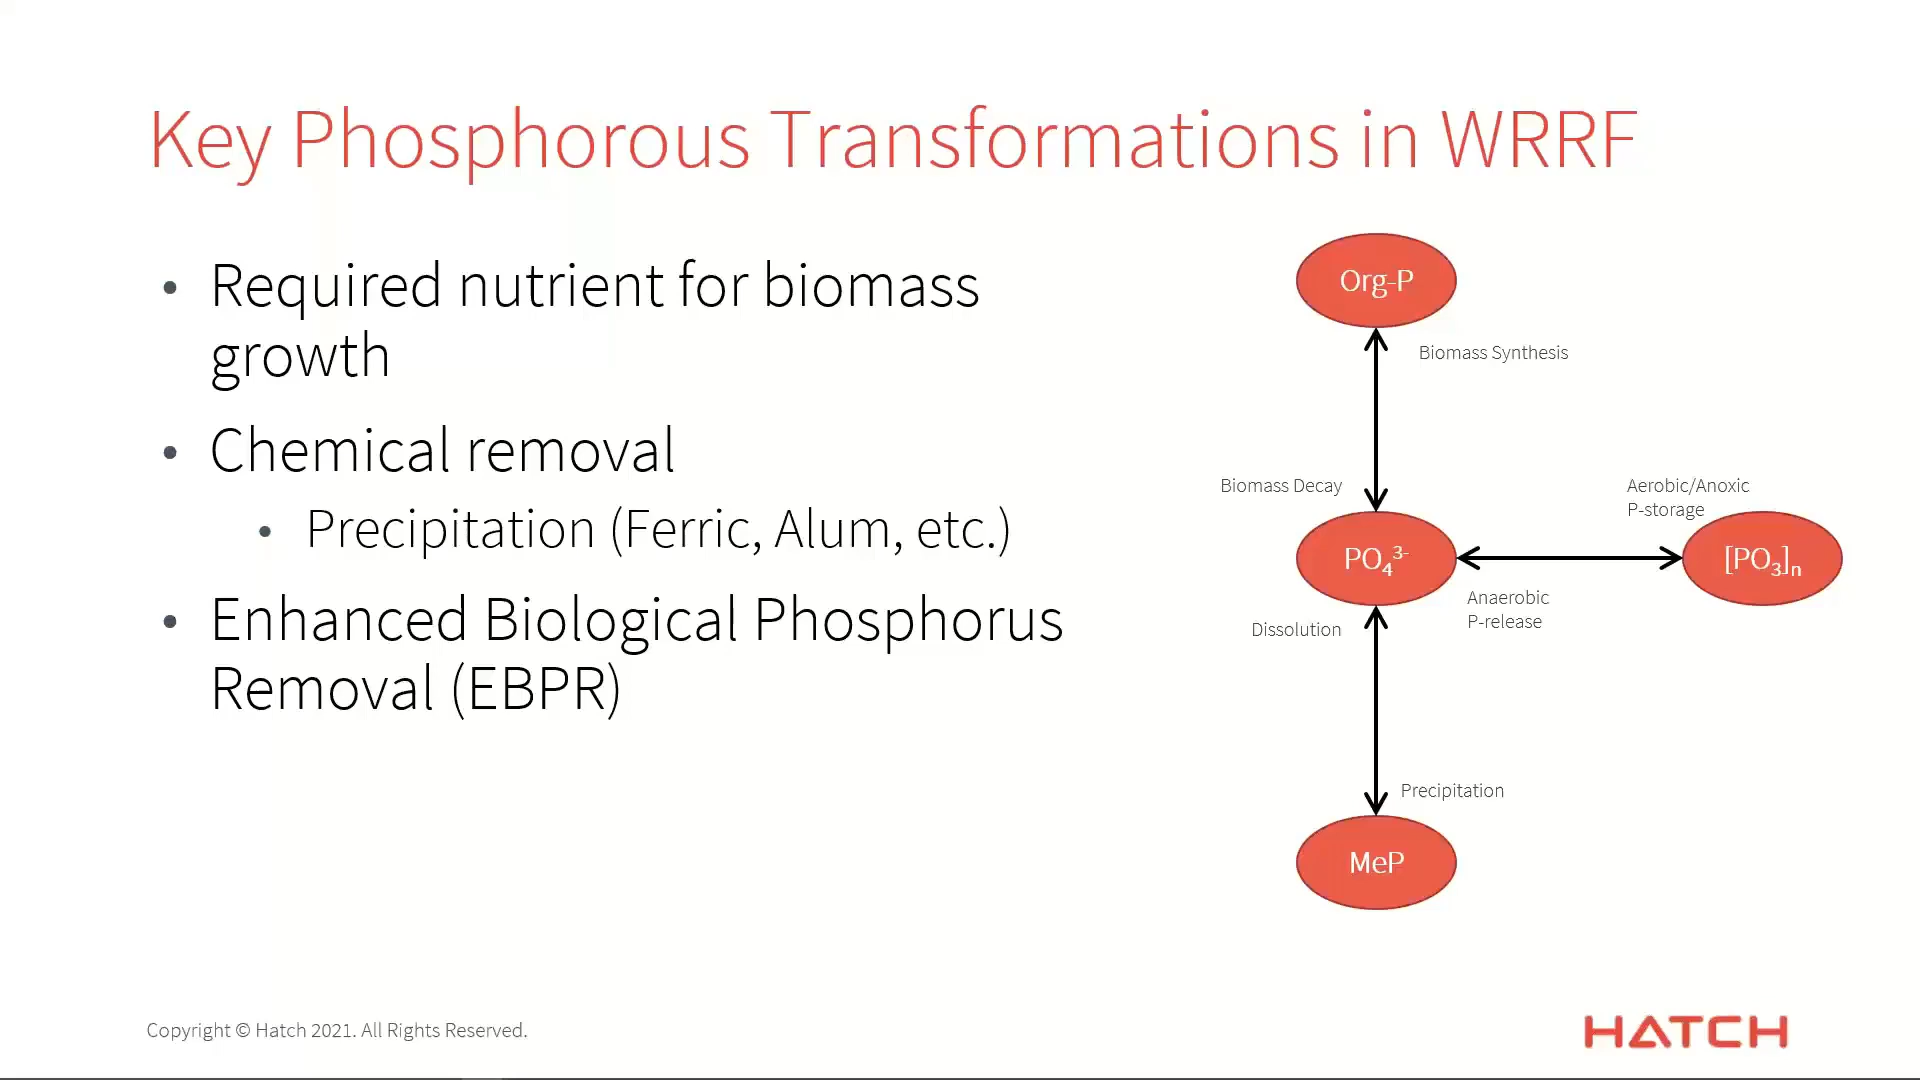 Key Phosphorous Transformations in WRRF
• Required nutrient for biomass
growth
• Chemical removal
• Precipitation (Ferric, Alum, etc.)
• Enhanced Biological Phosphorus
Removal (EBPR)
Org-P
Biomass Synthesis
Biomass Decay
Aerobic/Anoxic
P-storage
PO₄³⁻
[PO₃]ₙ
Anaerobic
P-release
Dissolution
Precipitation
MeP
Copyright © Hatch 2021. All Rights Reserved.
HATCH